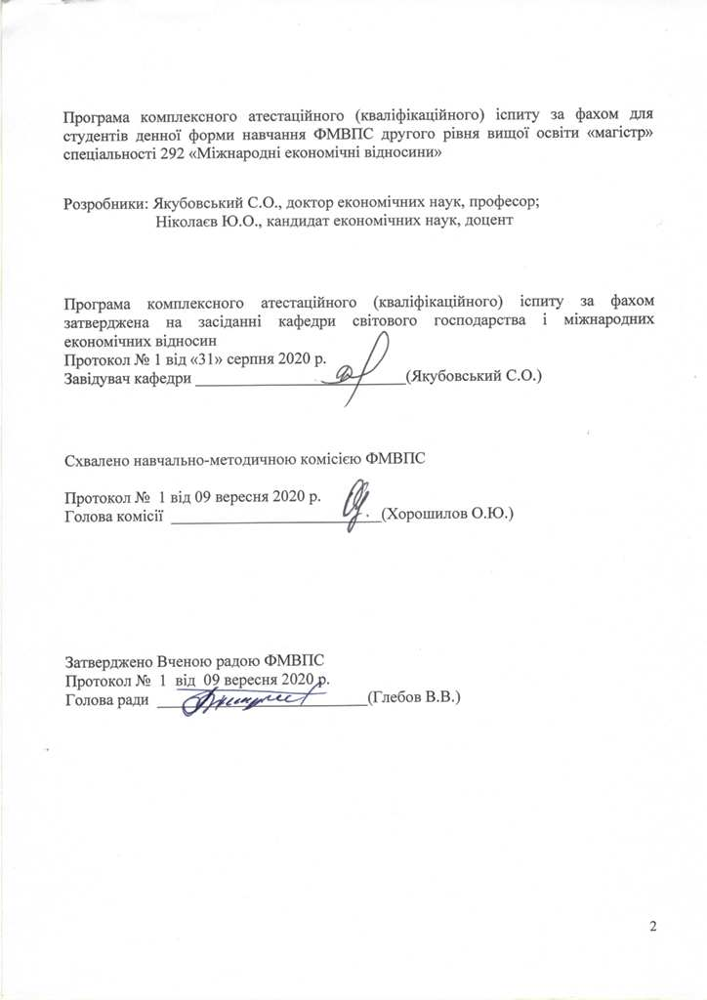 Програма комплексного атестаційного (кваліфікаційного) іспиту за фахом для
студентів денної форми навчання ФМВПС другого рівня вищої освіти «магістр»
спеціальності 292 «Міжнародні економічні відносини»
Розробники: Якубовський С.О., доктор економічних наук, професор;
Ніколаєв Ю.О., кандидат економічних наук, доцент
Програма комплексного атестаційного (кваліфікаційного) іспиту за фахом
затверджена на засіданні кафедри світового господарства і міжнародних
економічних відносин
Протокол № 1 від «31» серпня 2020 р.
Завідувач кафедри (Якубовський С.О.)
Схвалено навчально-методичною комісією ФМВПС
Протокол № 1 від 09 вересня 2020 р.
Голова комісії (Хорошилов О.Ю.)
Затверджено Вченою радою ФМВПС
Протокол № 1 від 09 вересня 2020 р.
Голова ради (Глебов В.В.)
2